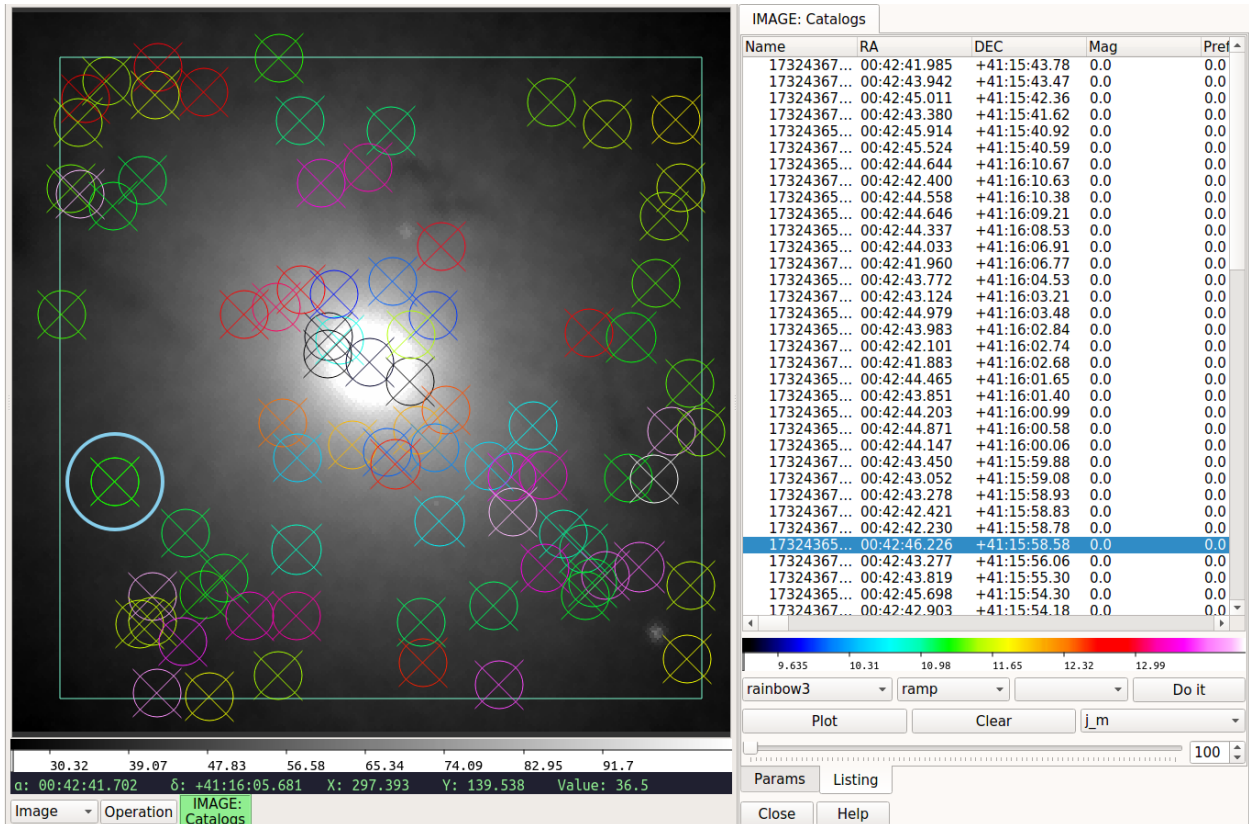 IMAGE: Catalogs
Name RA DEC Mag Pref
17324367... 00:42:41.985 +41:15:43.78 0.0 0.0
17324367... 00:42:43.942 +41:15:43.47 0.0 0.0
17324367... 00:42:45.011 +41:15:42.36 0.0 0.0
17324367... 00:42:43.380 +41:15:41.62 0.0 0.0
17324365... 00:42:45.914 +41:15:40.92 0.0 0.0
17324367... 00:42:45.524 +41:15:40.59 0.0 0.0
17324365... 00:42:44.644 +41:16:10.67 0.0 0.0
17324367... 00:42:42.400 +41:16:10.63 0.0 0.0
17324365... 00:42:44.558 +41:16:10.38 0.0 0.0
17324365... 00:42:44.646 +41:16:09.21 0.0 0.0
17324365... 00:42:44.337 +41:16:08.53 0.0 0.0
17324365... 00:42:44.033 +41:16:06.91 0.0 0.0
17324367... 00:42:41.960 +41:16:06.77 0.0 0.0
17324367... 00:42:43.772 +41:16:04.53 0.0 0.0
17324367... 00:42:43.124 +41:16:03.21 0.0 0.0
17324365... 00:42:44.979 +41:16:03.48 0.0 0.0
17324367... 00:42:43.983 +41:16:02.84 0.0 0.0
17324367... 00:42:42.101 +41:16:02.74 0.0 0.0
17324367... 00:42:41.883 +41:16:02.68 0.0 0.0
17324365... 00:42:44.465 +41:16:01.65 0.0 0.0
17324367... 00:42:43.851 +41:16:01.40 0.0 0.0
17324365... 00:42:44.203 +41:16:00.99 0.0 0.0
17324365... 00:42:44.871 +41:16:00.58 0.0 0.0
17324365... 00:42:44.147 +41:16:00.06 0.0 0.0
17324367... 00:42:43.450 +41:15:59.88 0.0 0.0
17324367... 00:42:43.052 +41:15:59.08 0.0 0.0
17324367... 00:42:43.278 +41:15:58.93 0.0 0.0
17324367... 00:42:42.421 +41:15:58.83 0.0 0.0
17324367... 00:42:42.230 +41:15:58.78 0.0 0.0
17324365... 00:42:46.226 +41:15:58.58 0.0 0.0
17324367... 00:42:43.277 +41:15:56.06 0.0 0.0
17324367... 00:42:43.819 +41:15:55.30 0.0 0.0
17324365... 00:42:45.698 +41:15:54.30 0.0 0.0
17324367... 00:42:42.903 +41:15:54.18 0.0 0.0
9.635 10.31 10.98 11.65 12.32 12.99
rainbow3 ramp Do it
Plot Clear j_m
100
Params Listing
Close Help
30.32 39.07 47.83 56.58 65.34 74.09 82.95 91.7
α: 00:42:41.702 δ: +41:16:05.681 X: 297.393 Y: 139.538 Value: 36.5
Image Operation IMAGE:
Catalogs